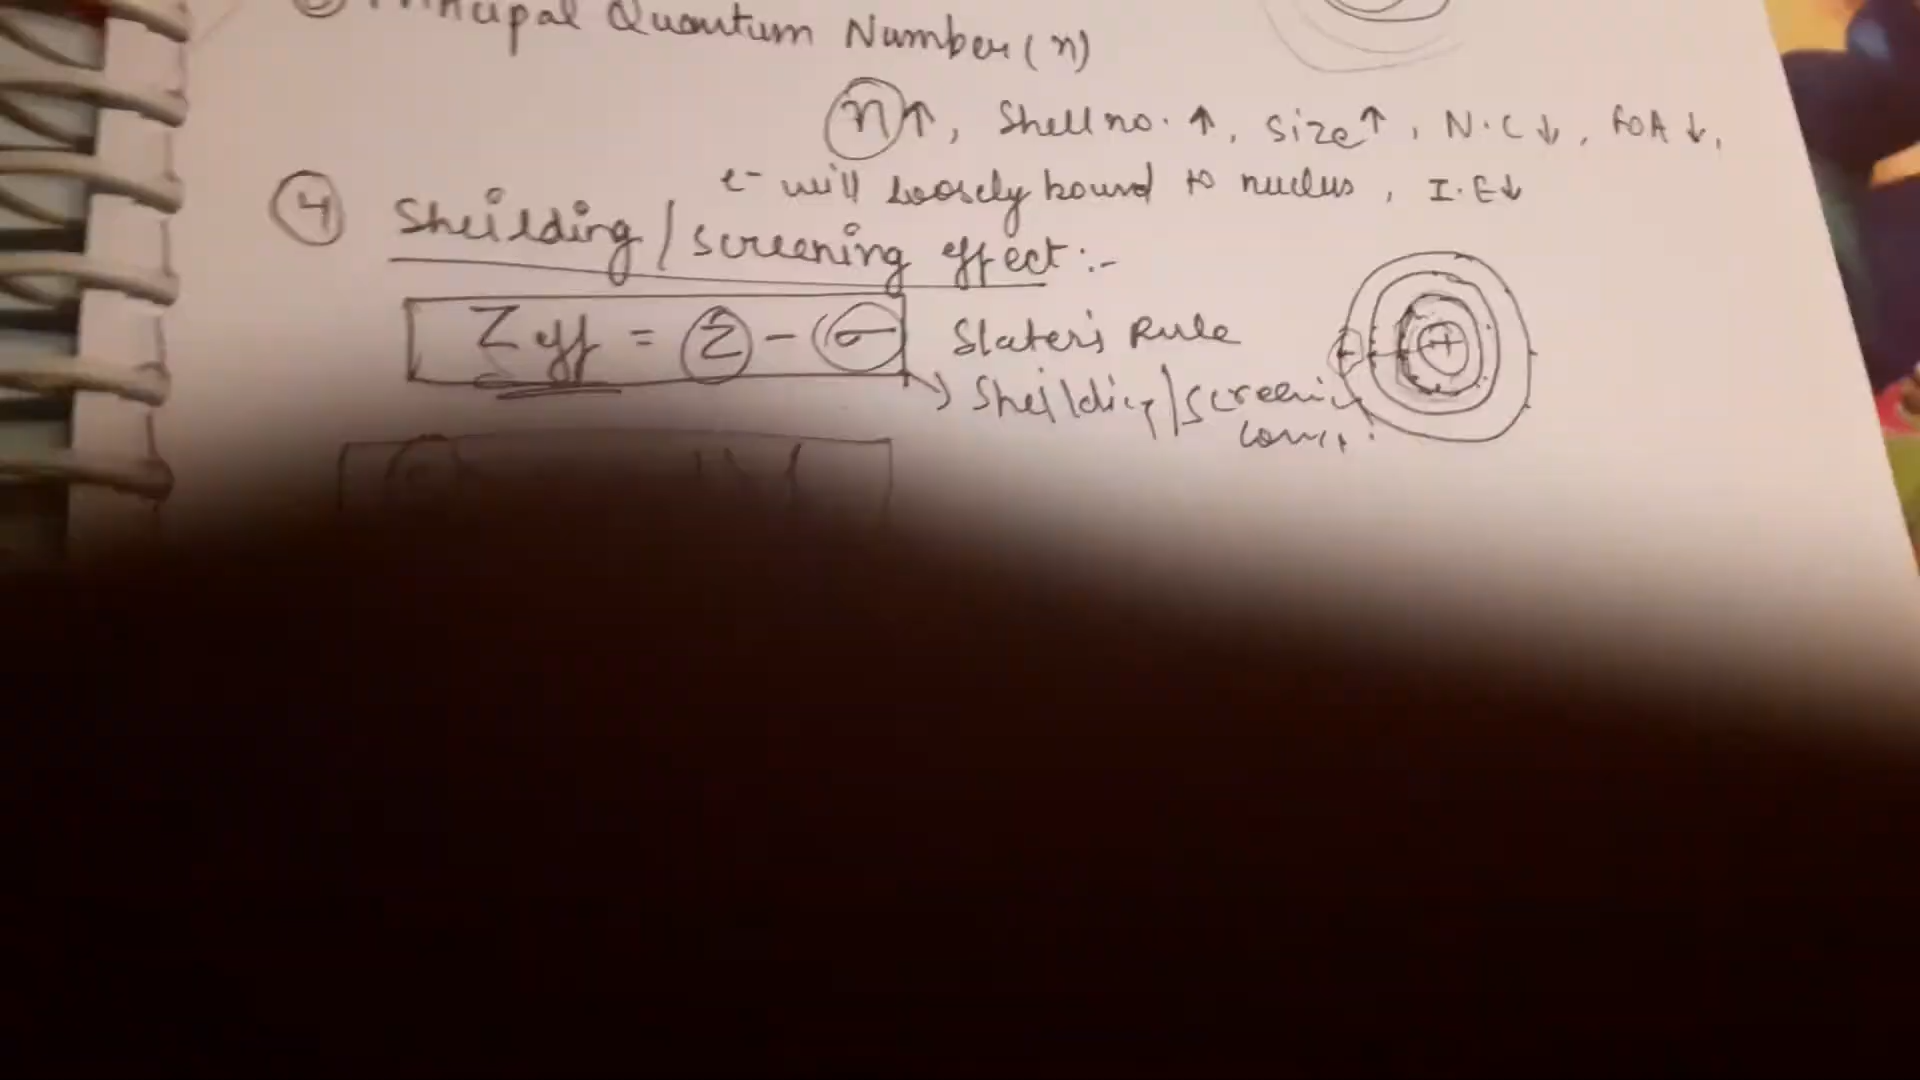 Principal Quantum Number (n)
n↑, Shell no. ↑, Size↑, N.C↓, FOA↓,
e- will loosely bound to nucleus, I.E↓
④ Sheilding / screening effect :-
Zeff = Z - σ Slater's Rule
→ Sheilding/screening const.
+